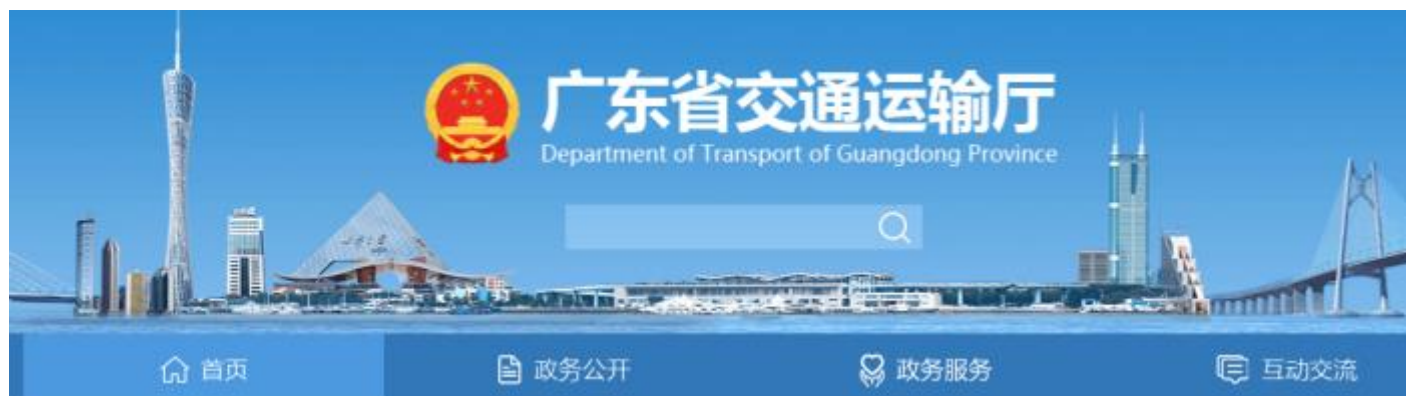 广东省交通运输厅
Department of Transport of Guangdong Province
首页
政务公开
政务服务
互动交流